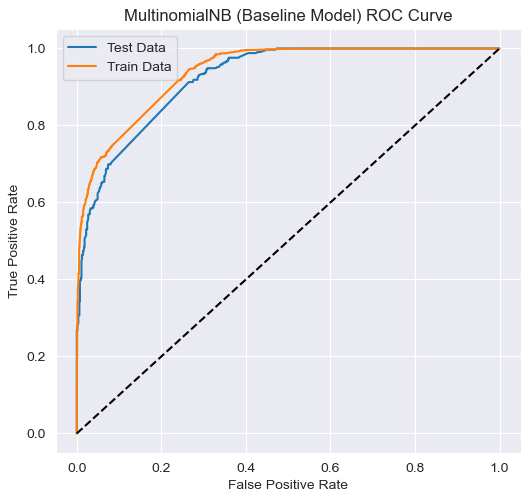 MultinomialNB (Baseline Model) ROC Curve
Test Data
Train Data
1.0
0.8
0.6
0.4
0.2
0.0
True Positive Rate
0.0 0.2 0.4 0.6 0.8 1.0
False Positive Rate